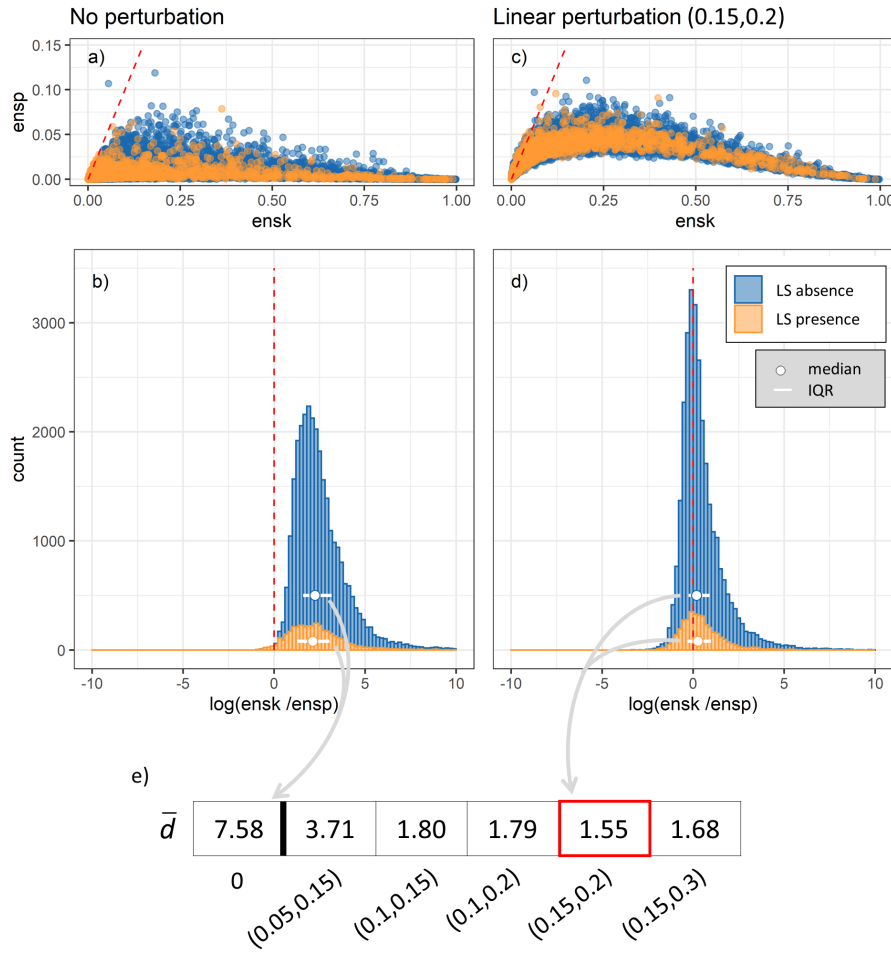 No perturbation
Linear perturbation (0.15,0.2)
a)
0.15
0.10
0.05
0.00
ensp
0.00 0.25 0.50 0.75 1.00
ensk
c)
0.00 0.25 0.50 0.75 1.00
ensk
b)
3000
2000
1000
0
count
-10 -5 0 5 10
log(ensk /ensp)
d)
LS absence
LS presence
median
IQR
-5 0 5 10
log(ensk /ensp)
e)
d̅ 7.58 3.71 1.80 1.79 1.55 1.68
0 (0.05,0.15) (0.1,0.15) (0.1,0.2) (0.15,0.2) (0.15,0.3)